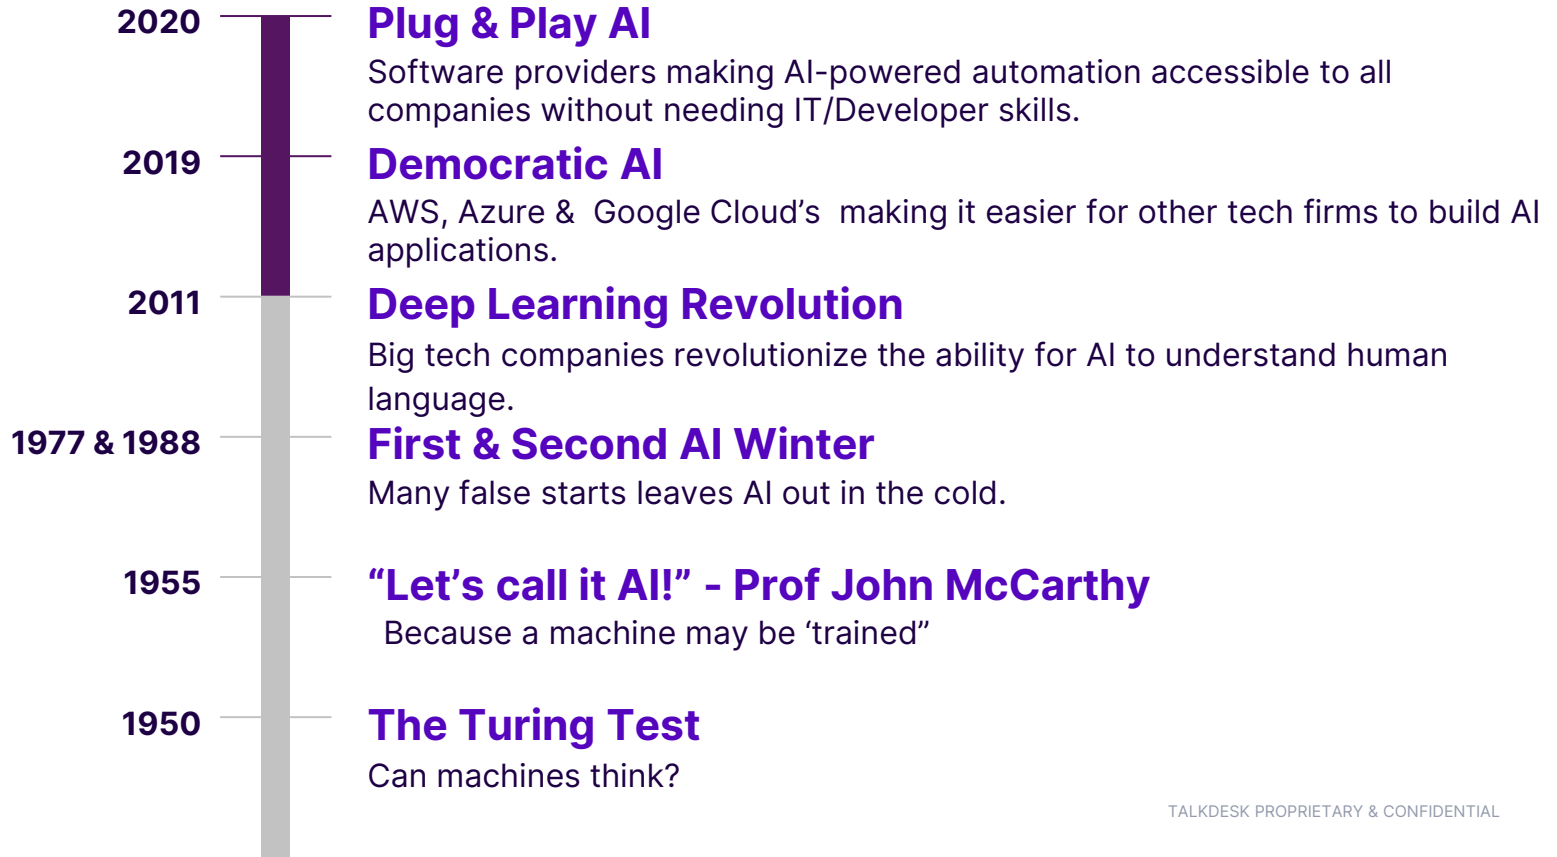 2020
Plug & Play AI
Software providers making AI-powered automation accessible to all
companies without needing IT/Developer skills.
2019
Democratic AI
AWS, Azure &  Google Cloud’s  making it easier for other tech firms to build AI
applications.
2011
Deep Learning Revolution
Big tech companies revolutionize the ability for AI to understand human
language.
1977 & 1988
First & Second AI Winter
Many false starts leaves AI out in the cold.
1955
“Let’s call it AI!” - Prof John McCarthy
Because a machine may be ‘trained”
1950
The Turing Test
Can machines think?
TALKDESK PROPRIETARY & CONFIDENTIAL